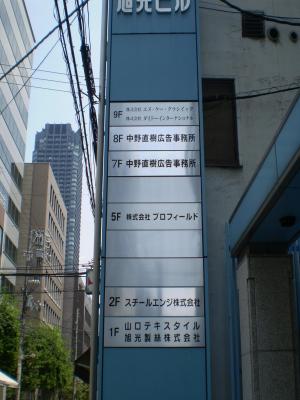 旭光ビル
9F 株式会社 エヌ・ケー・クラシイック
株式会社 ダイリーインターナショナル
8F 中野直樹広告事務所
7F 中野直樹広告事務所
5F 株式会社 プロフィールド
2F スチールエンジ株式会社
1F 山口テキスタイル
旭光製絲株式会社